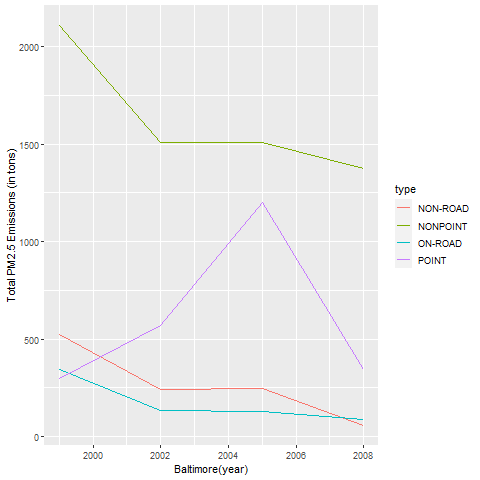 Total PM2.5 Emissions (in tons)
2000
1500
1000
500
0
2000
2002
2004
2006
2008
Baltimore(year)
type
NON-ROAD
NONPOINT
ON-ROAD
POINT